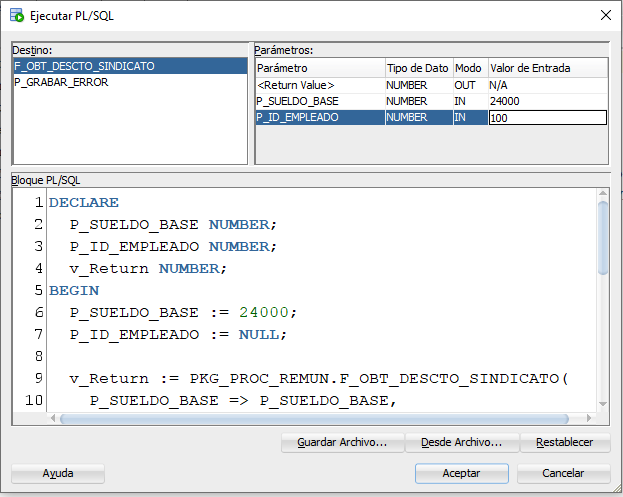 Ejecutar PL/SQL
Destino:
F_OBT_DESCTO_SINDICATO
P_GRABAR_ERROR
Parámetros:
Parámetro Tipo de Dato Modo Valor de Entrada
<Return Value> NUMBER OUT N/A
P_SUELDO_BASE NUMBER IN 24000
P_ID_EMPLEADO NUMBER IN 100
Bloque PL/SQL
1 DECLARE
2 P_SUELDO_BASE NUMBER;
3 P_ID_EMPLEADO NUMBER;
4 v_Return NUMBER;
5 BEGIN
6 P_SUELDO_BASE := 24000;
7 P_ID_EMPLEADO := NULL;
8
9 v_Return := PKG_PROC_REMUN.F_OBT_DESCTO_SINDICATO(
10 P_SUELDO_BASE => P_SUELDO_BASE,
Guardar Archivo... Desde Archivo... Restablecer
Ayuda Aceptar Cancelar